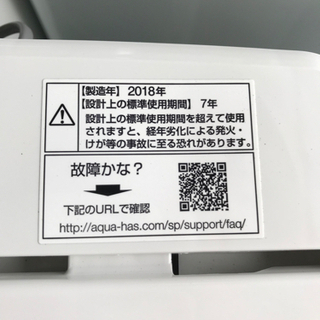 【製造年】 2018年
【設計上の標準使用期間】 7年
設計上の標準使用期間を超えて使用
されますと、経年劣化による発火・
けが等の事故に至る恐れがあります。
故障かな？
下記のURLで確認
http://aqua-has.com/sp/support/faq/